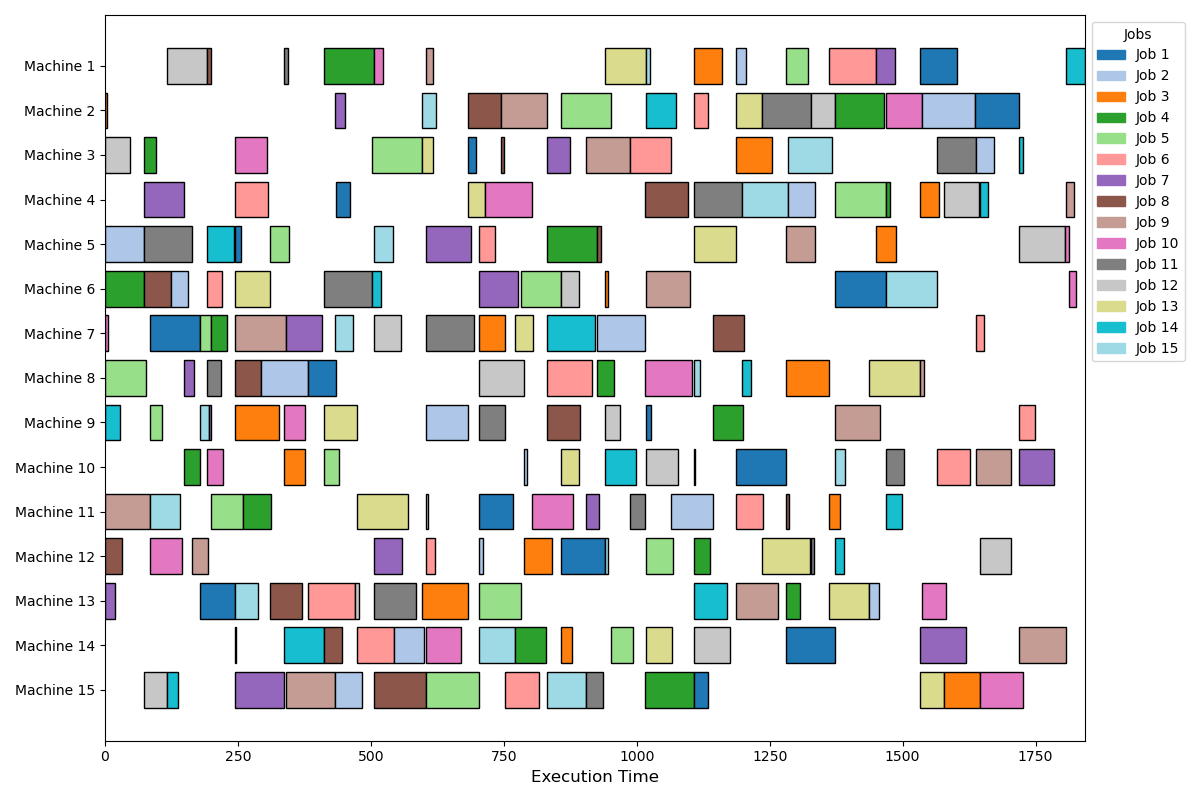 Machine 1
Machine 2
Machine 3
Machine 4
Machine 5
Machine 6
Machine 7
Machine 8
Machine 9
Machine 10
Machine 11
Machine 12
Machine 13
Machine 14
Machine 15
0 250 500 750 1000 1250 1500 1750
Execution Time
Jobs
Job 1
Job 2
Job 3
Job 4
Job 5
Job 6
Job 7
Job 8
Job 9
Job 10
Job 11
Job 12
Job 13
Job 14
Job 15